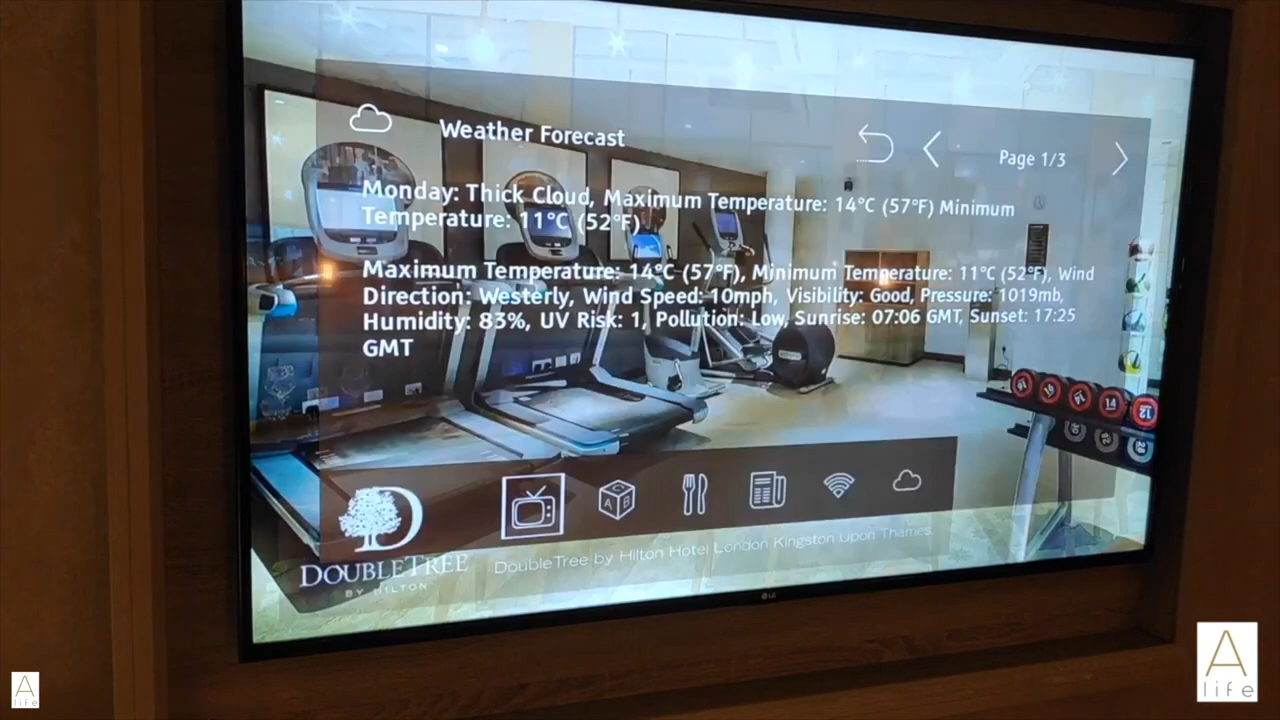 Weather Forecast
Page 1/3
Monday: Thick Cloud, Maximum Temperature: 14°C (57°F) Minimum
Temperature: 11°C (52°F)
Maximum Temperature: 14°C (57°F), Minimum Temperature: 11°C (52°F), Wind
Direction: Westerly, Wind Speed: 10mph, Visibility: Good, Pressure: 1019mb,
Humidity: 83%, UV Risk: 1, Pollution: Low, Sunrise: 07:06 GMT, Sunset: 17:25
GMT
14
12
A B
D
DOUBLETREE
BY HILTON
DoubleTree by Hilton Hotel London Kingston Upon Thames
LG
A
life
A
life